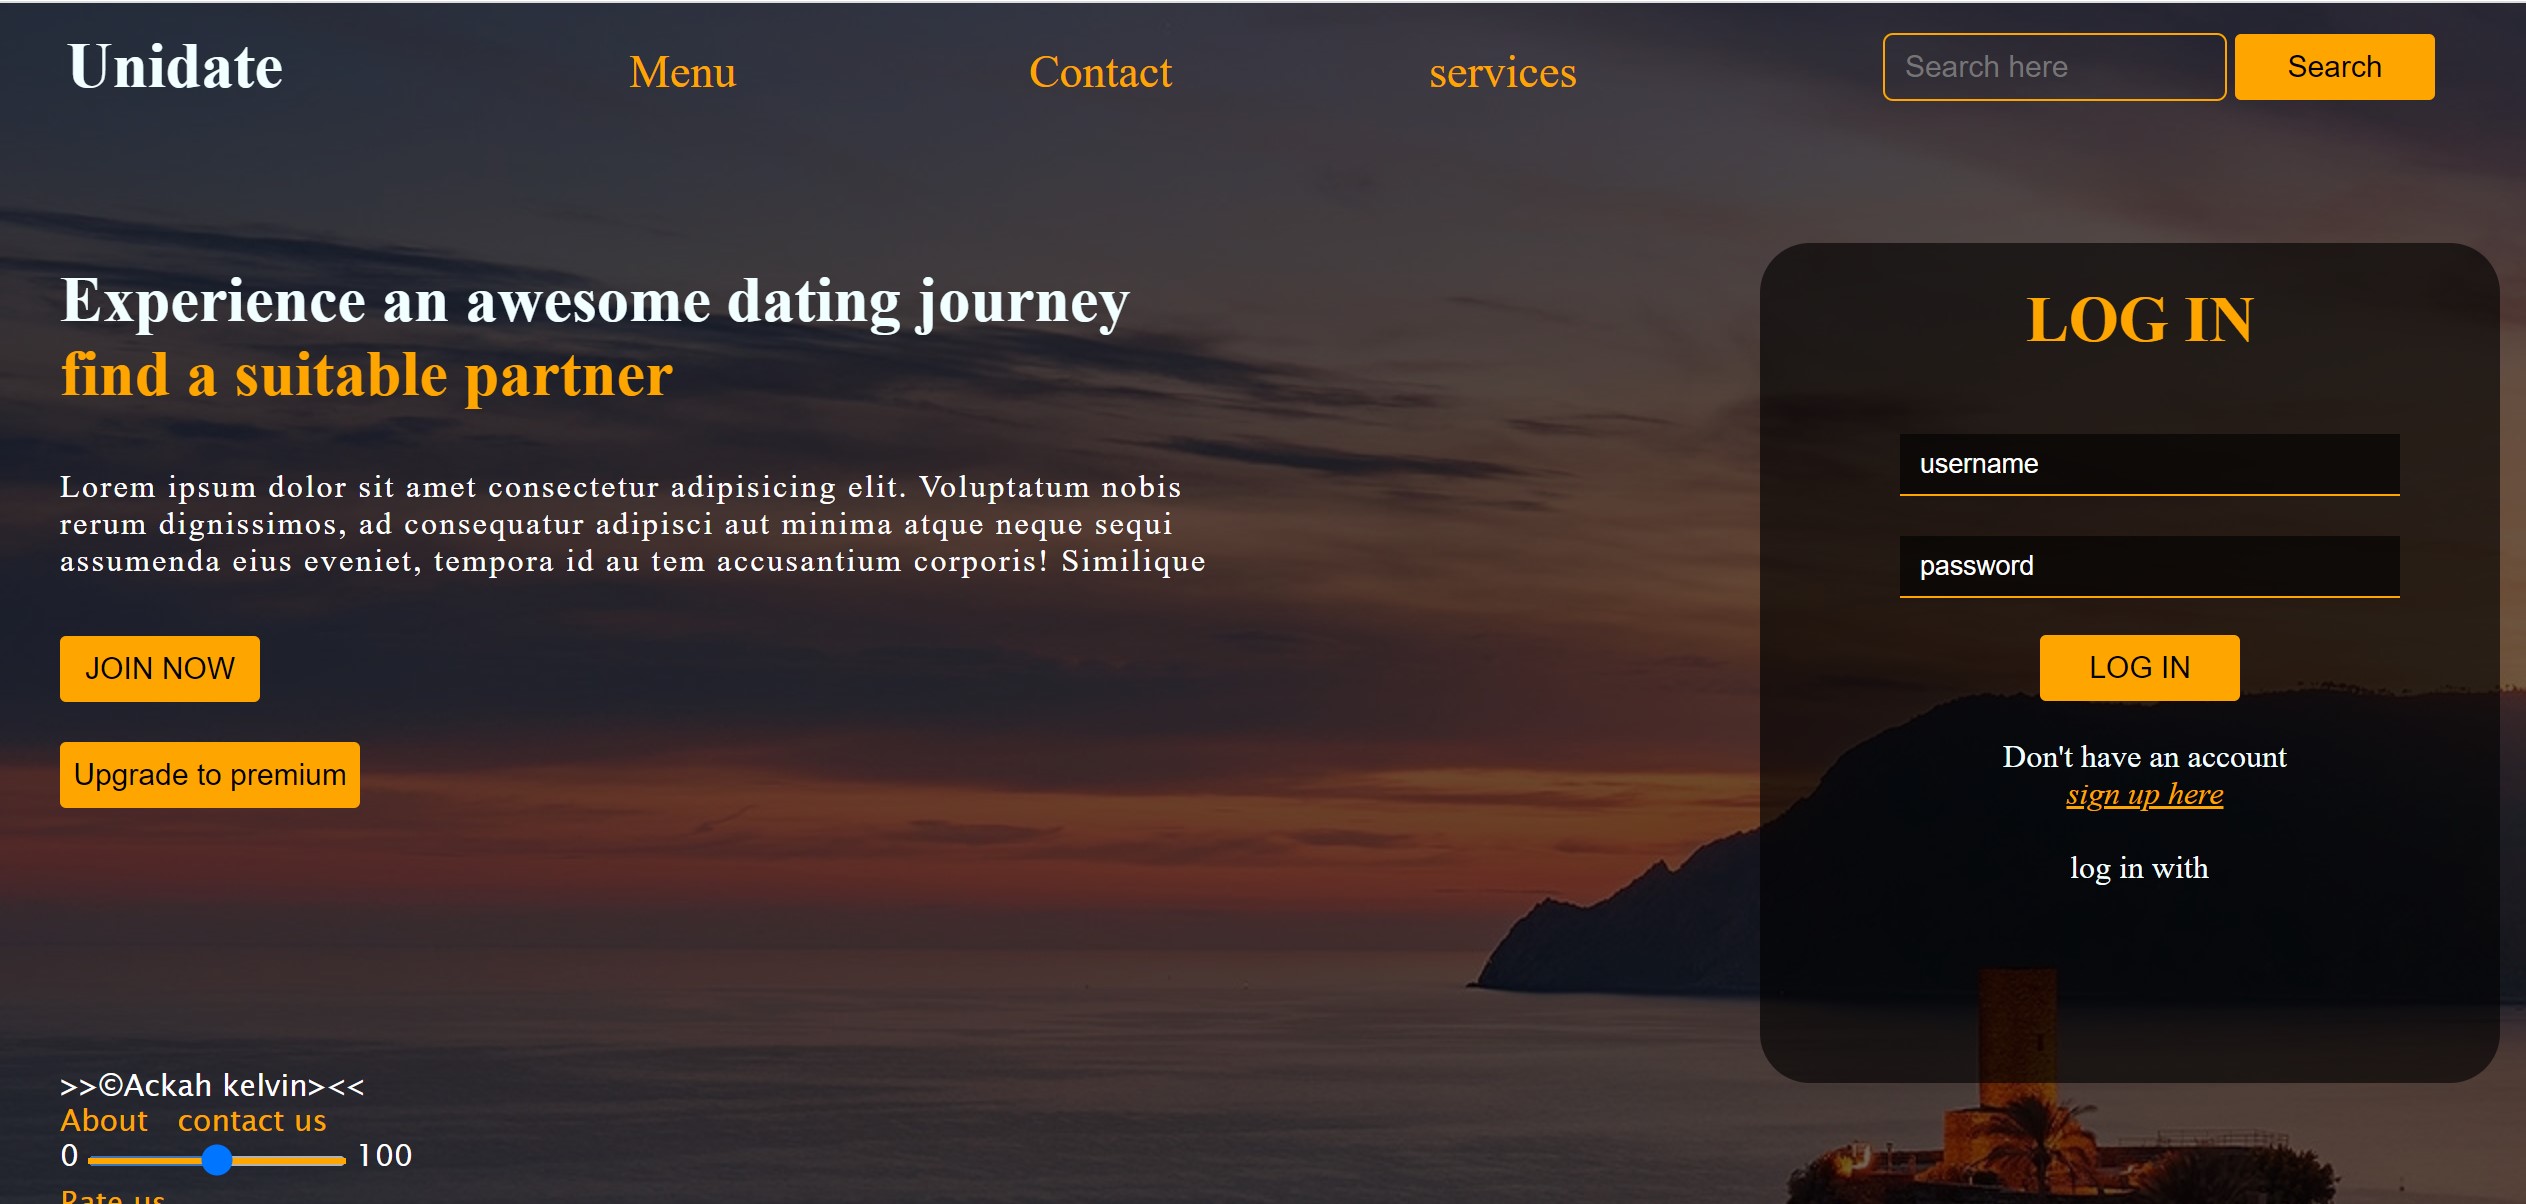 Unidate
Menu
Contact
services
Search here
Search
Experience an awesome dating journey
find a suitable partner
Lorem ipsum dolor sit amet consectetur adipisicing elit. Voluptatum nobis
rerum dignissimos, ad consequatur adipisci aut minima atque neque sequi
assumenda eius eveniet, tempora id au tem accusantium corporis! Similique
JOIN NOW
Upgrade to premium
LOG IN
username
password
LOG IN
Don't have an account
sign up here
log in with
>>©Ackah kelvin><<
About contact us
0 100
Rate us